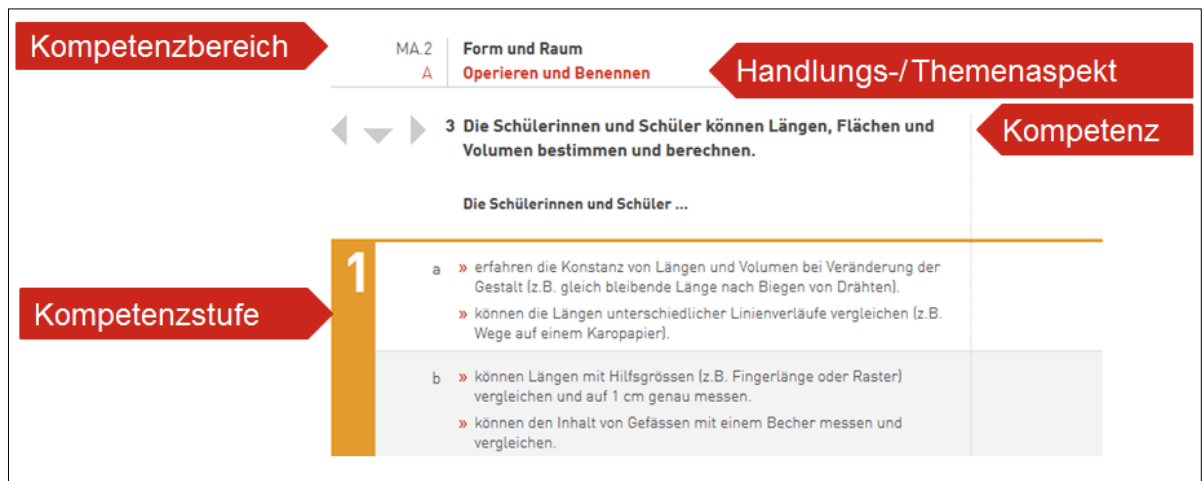 Kompetenzbereich
MA.2 Form und Raum
A Operieren und Benennen
Handlungs-/Themenaspekt
3 Die Schülerinnen und Schüler können Längen, Flächen und
Volumen bestimmen und berechnen.
Kompetenz
Die Schülerinnen und Schüler ...
1
a » erfahren die Konstanz von Längen und Volumen bei Veränderung der
Gestalt (z.B. gleich bleibende Länge nach Biegen von Drähten).
» können die Längen unterschiedlicher Linienverläufe vergleichen (z.B.
Wege auf einem Karopapier).
Kompetenzstufe
b » können Längen mit Hilfsgrössen (z.B. Fingerlänge oder Raster)
vergleichen und auf 1 cm genau messen.
» können den Inhalt von Gefässen mit einem Becher messen und
vergleichen.